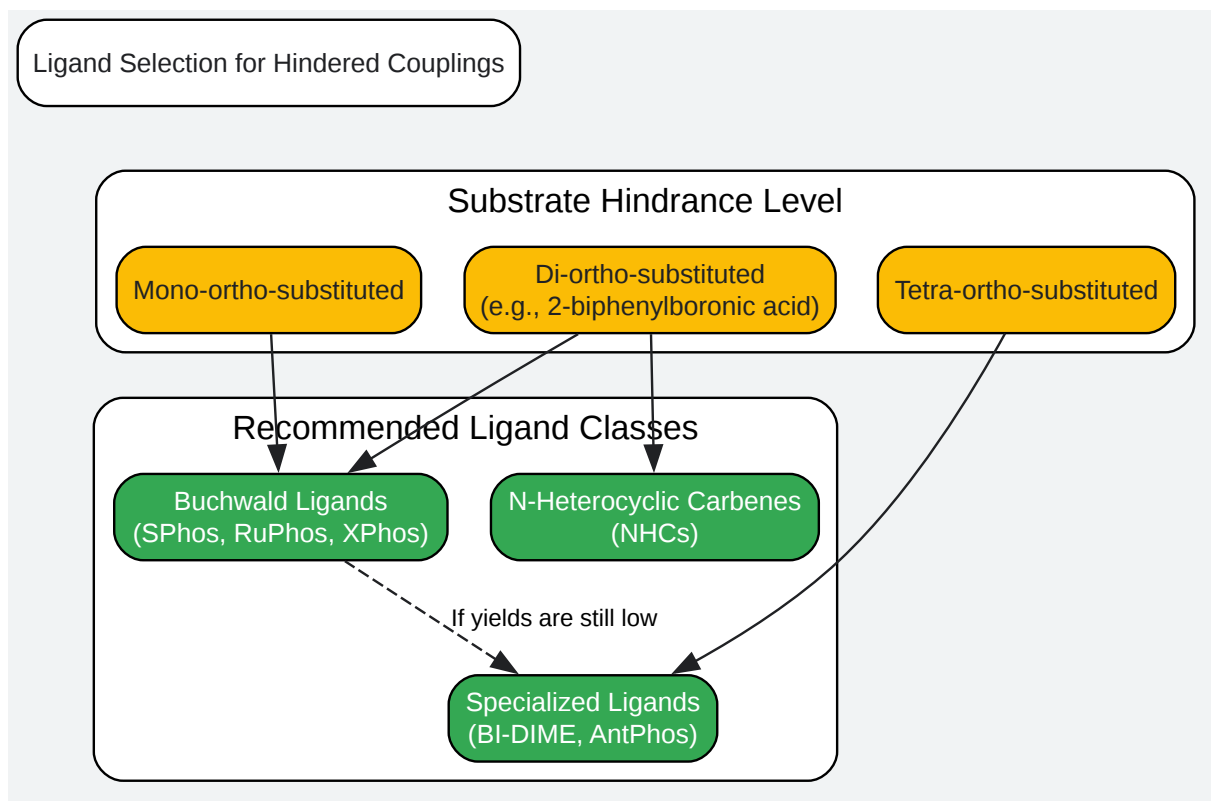 Ligand Selection for Hindered Couplings
Substrate Hindrance Level
Mono-ortho-substituted
Di-ortho-substituted
(e.g., 2-biphenylboronic acid)
Tetra-ortho-substituted
Recommended Ligand Classes
Buchwald Ligands
(SPhos, RuPhos, XPhos)
N-Heterocyclic Carbenes
(NHCs)
If yields are still low
Specialized Ligands
(BI-DIME, AntPhos)